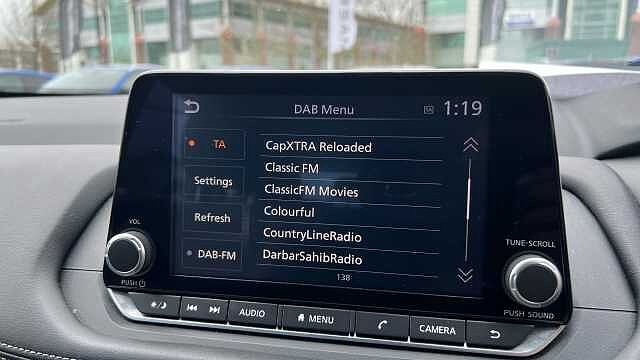 DAB Menu
TA
1:19
TA
CapXTRA Reloaded
Classic FM
Settings
ClassicFM Movies
Refresh
Colourful
CountryLineRadio
DAB-FM
DarbarSahibRadio
138
VOL
PUSH
TUNE·SCROLL
PUSH SOUND
AUDIO
MENU
CAMERA